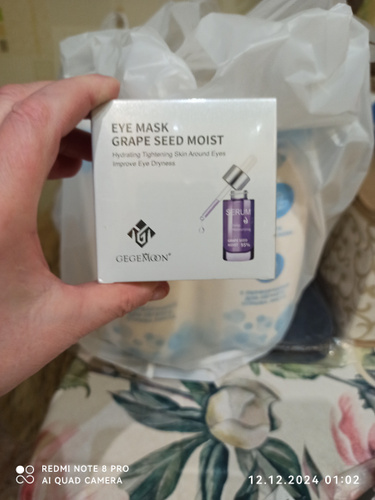 EYE MASK
GRAPE SEED MOIST
Hydrating Tightening Skin Around Eyes
Improve Eye Dryness
SERUM
GEGEMOON
REDMI NOTE 8 PRO
AI QUAD CAMERA
12.12.2024 01:02